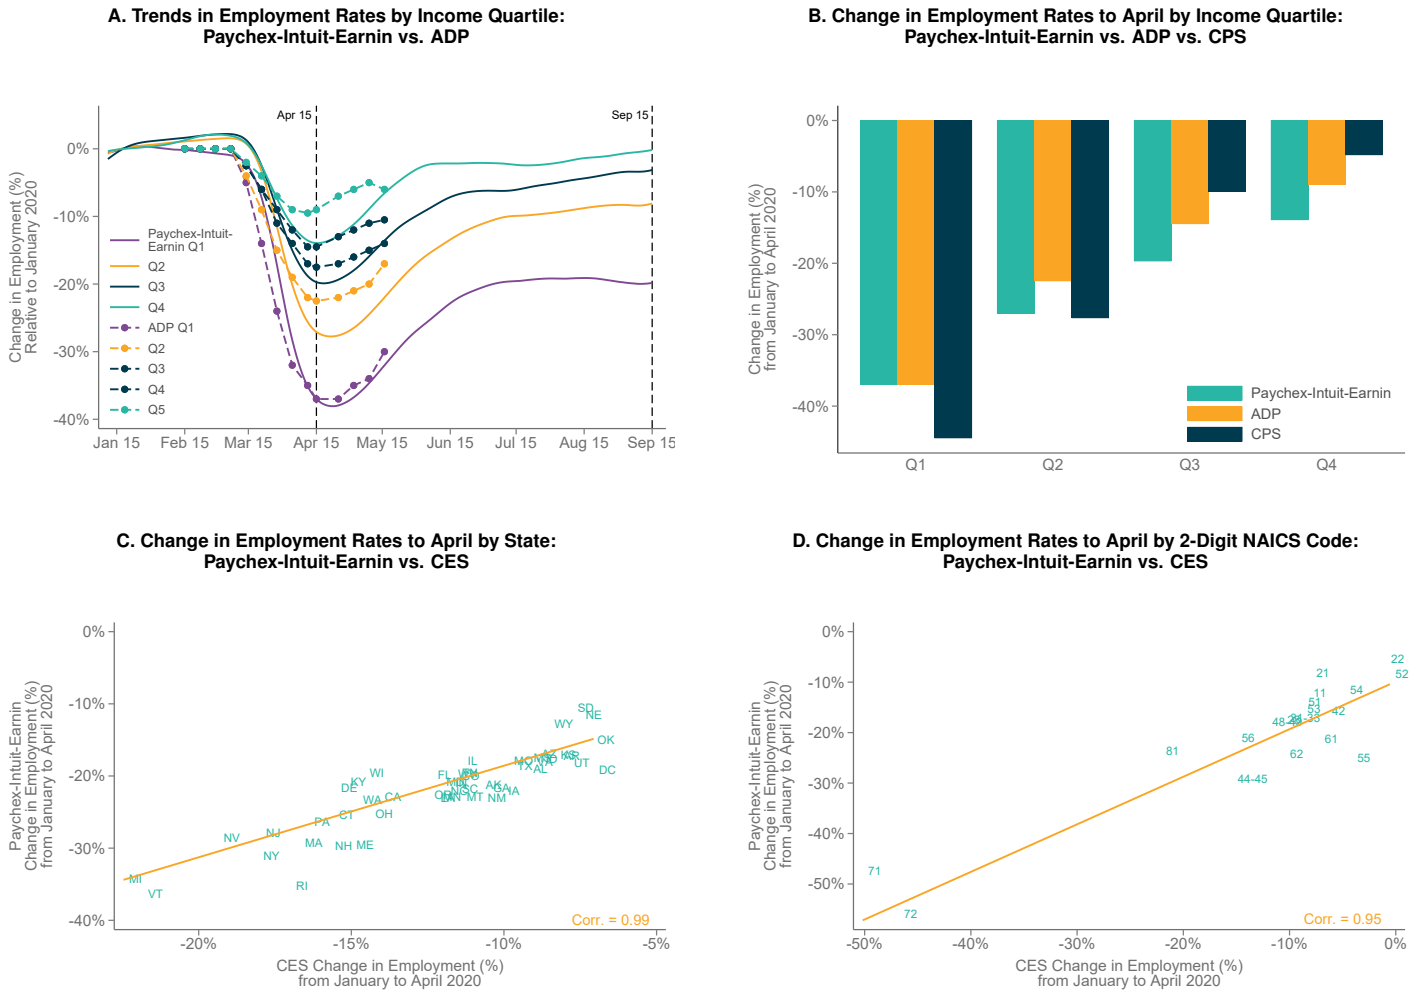 A. Trends in Employment Rates by Income Quartile:
Paychex-Intuit-Earnin vs. ADP
Change in Employment (%)
Relative to January 2020
0%
-10%
-20%
-30%
-40%
Apr 15
Sep 15
Paychex-Intuit-
Earnin Q1
Q2
Q3
Q4
ADP Q1
Q2
Q3
Q4
Q5
Jan 15
Feb 15
Mar 15
Apr 15
May 15
Jun 15
Jul 15
Aug 15
Sep 15
B. Change in Employment Rates to April by Income Quartile:
Paychex-Intuit-Earnin vs. ADP vs. CPS
Change in Employment (%)
from January to April 2020
0%
-10%
-20%
-30%
-40%
Paychex-Intuit-Earnin
ADP
CPS
Q1
Q2
Q3
Q4
C. Change in Employment Rates to April by State:
Paychex-Intuit-Earnin vs. CES
Paychex-Intuit-Earnin
Change in Employment (%)
from January to April 2020
0%
-10%
-20%
-30%
-40%
SD
NE
WY
OK
IL
UT
DC
TX
AL
WI
FL
KY
DE
WA
CA
AK
GA
IA
MT
NM
CT
OH
PA
NV
NJ
MA
NH
ME
NY
MI
RI
VT
Corr. = 0.99
-20%
-15%
-10%
-5%
CES Change in Employment (%)
from January to April 2020
D. Change in Employment Rates to April by 2-Digit NAICS Code:
Paychex-Intuit-Earnin vs. CES
Paychex-Intuit-Earnin
Change in Employment (%)
from January to April 2020
0%
-10%
-20%
-30%
-40%
-50%
22
52
21
54
11
51
53
42
56
61
81
62
55
44-45
71
72
Corr. = 0.95
-50%
-40%
-30%
-20%
-10%
0%
CES Change in Employment (%)
from January to April 2020